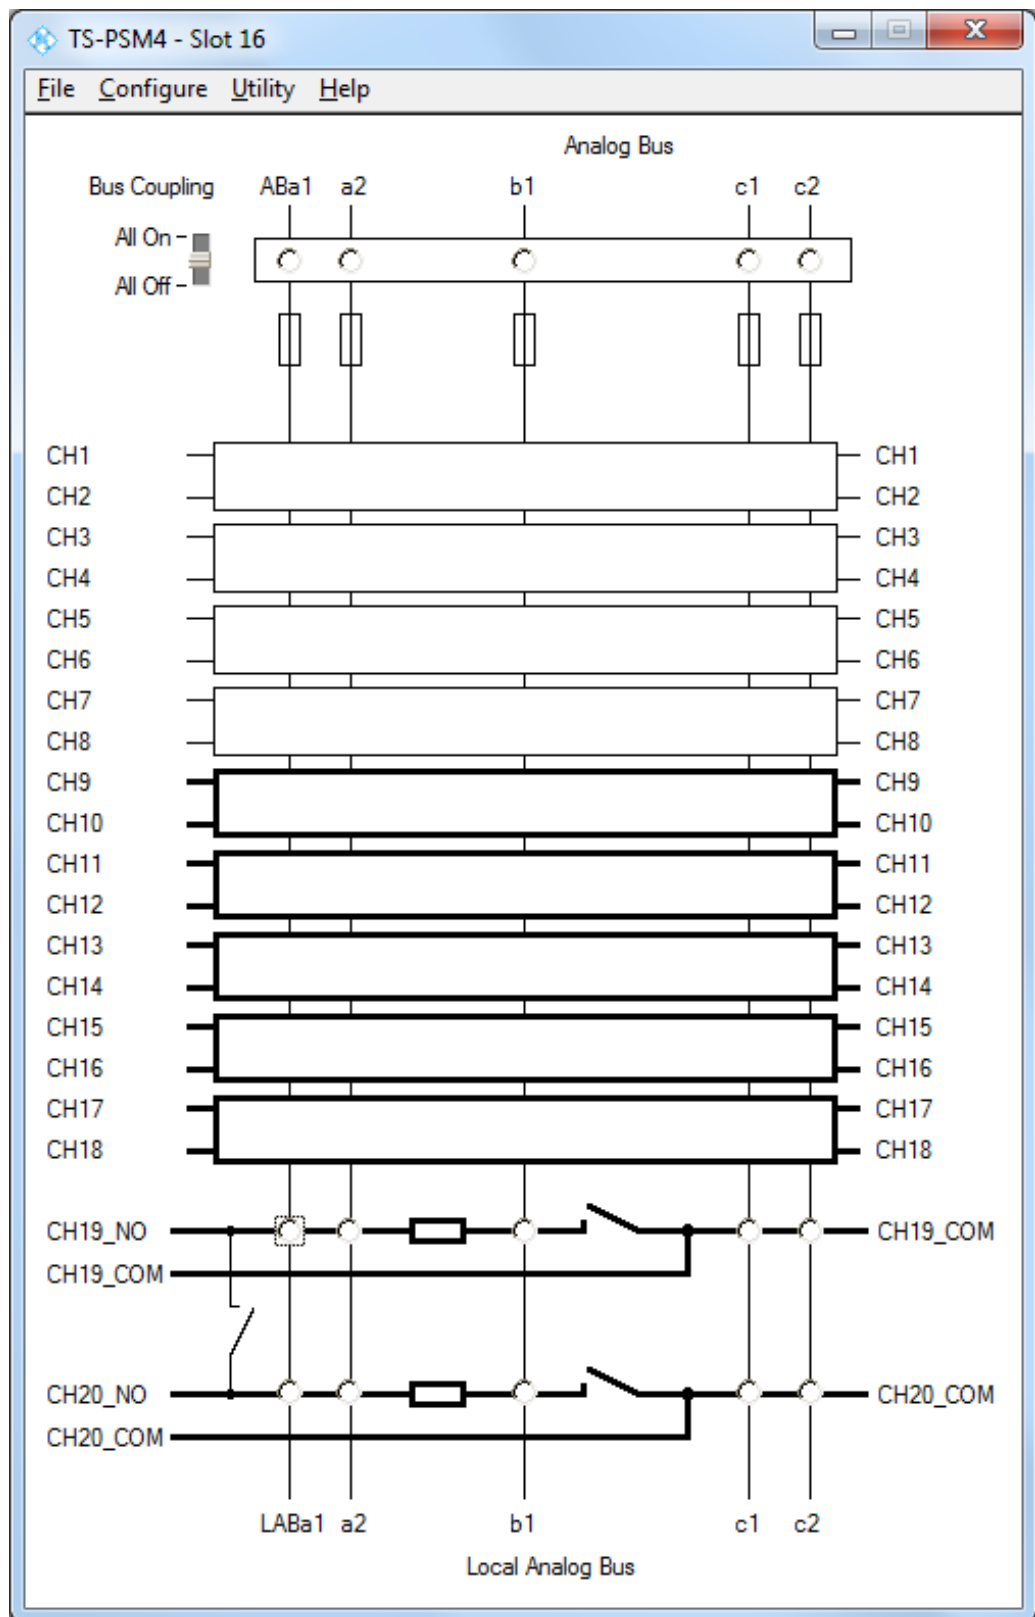 TS-PSM4 - Slot 16
File Configure Utility Help
Analog Bus
Bus Coupling ABa1 a2 b1 c1 c2
All On
All Off
CH1 CH1
CH2 CH2
CH3 CH3
CH4 CH4
CH5 CH5
CH6 CH6
CH7 CH7
CH8 CH8
CH9 CH9
CH10 CH10
CH11 CH11
CH12 CH12
CH13 CH13
CH14 CH14
CH15 CH15
CH16 CH16
CH17 CH17
CH18 CH18
CH19_NO CH19_COM
CH19_COM
CH20_NO CH20_COM
CH20_COM
LABa1 a2 b1 c1 c2
Local Analog Bus